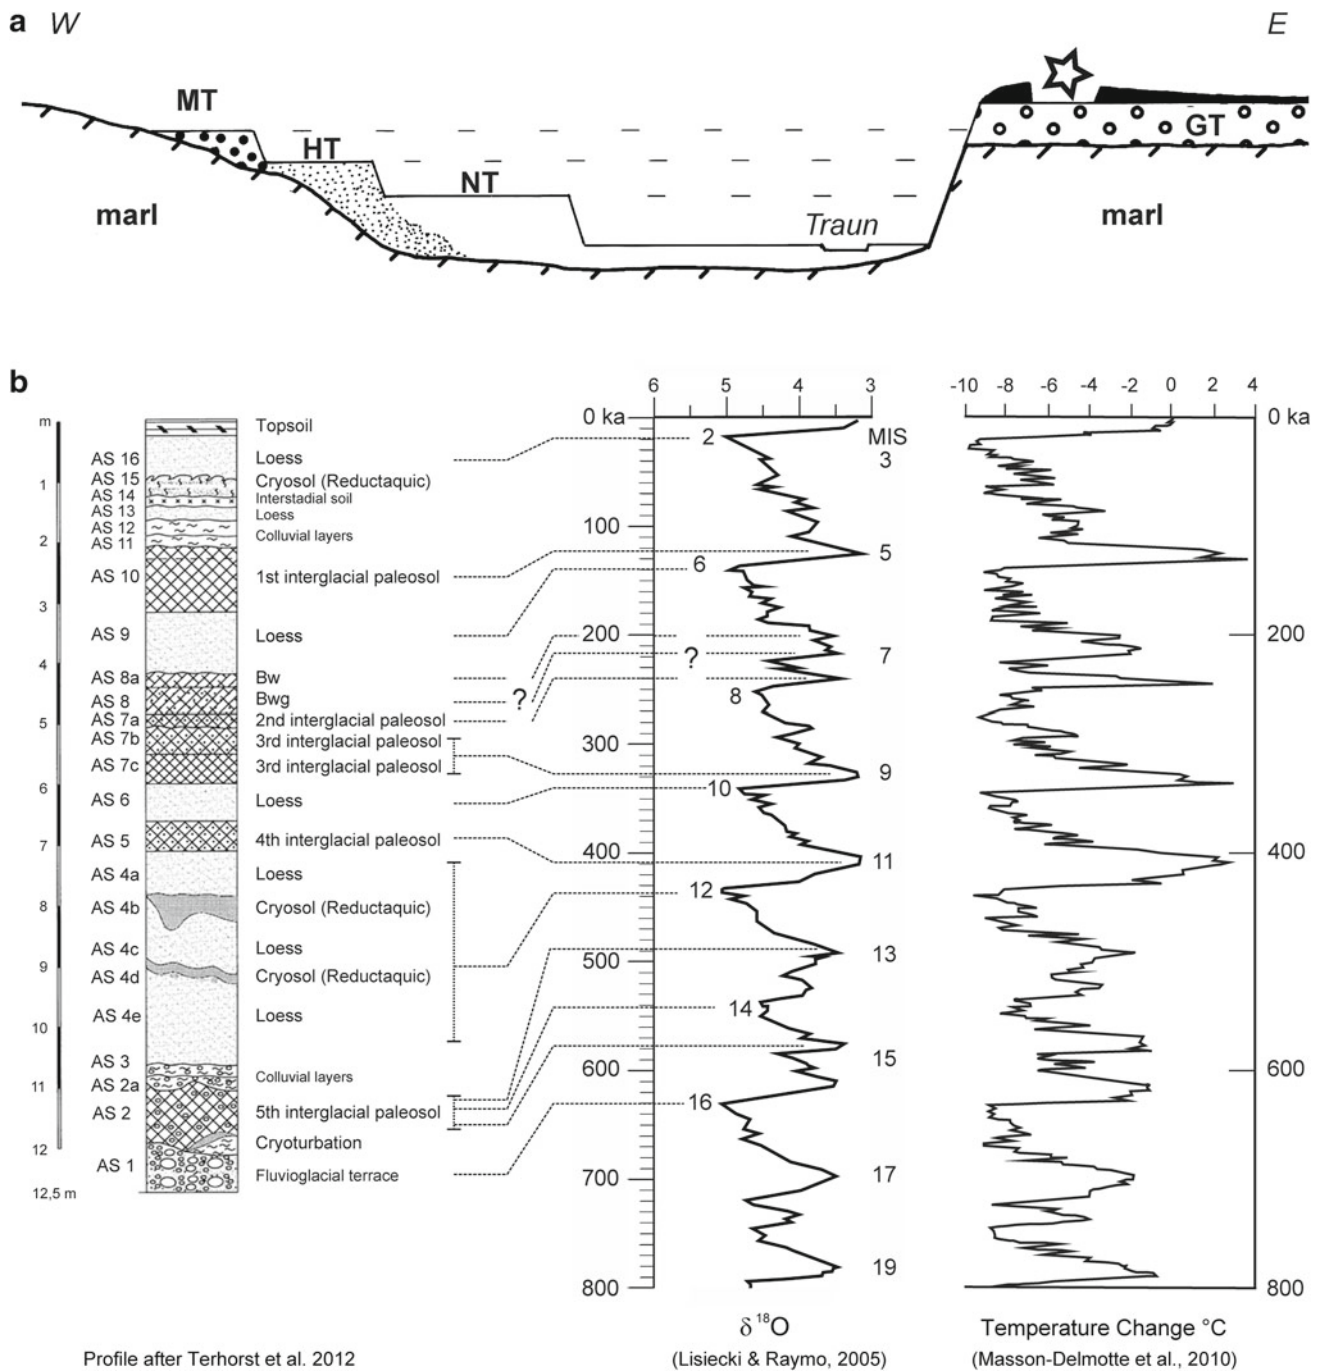 a W E
MT
HT
NT
GT
marl
Traun
marl
b
6 5 4 3
-10 -8 -6 -4 -2 0 2 4
m
0 ka
0 ka
Topsoil
2
MIS
AS 16 Loess
3
AS 15 Cryosol (Reductaquic)
1
AS 14 Interstadial soil
AS 13 Loess
AS 12
100
Colluvial layers
2
AS 11
5
6
AS 10 1st interglacial paleosol
3
AS 9 Loess
200
200
?
7
4
AS 8a Bw
8
AS 8 Bwg
?
AS 7a 2nd interglacial paleosol
5
AS 7b 3rd interglacial paleosol
300
AS 7c 3rd interglacial paleosol
9
6
10
AS 6 Loess
AS 5 4th interglacial paleosol
7
400
400
11
AS 4a Loess
12
8
AS 4b Cryosol (Reductaquic)
AS 4c Loess
13
9
500
AS 4d Cryosol (Reductaquic)
14
AS 4e Loess
10
15
AS 3
600
600
Colluvial layers
11
AS 2a
16
AS 2 5th interglacial paleosol
12
Cryoturbation
AS 1
Fluvioglacial terrace
17
700
12,5 m
19
800
800
δ 18O
Temperature Change °C
Profile after Terhorst et al. 2012
(Lisiecki & Raymo, 2005)
(Masson-Delmotte et al., 2010)